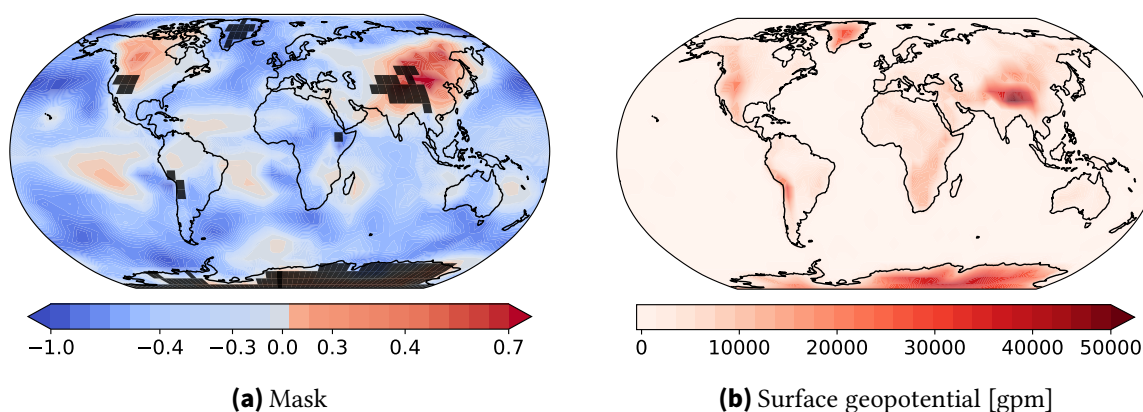 −1.0 −0.4 −0.3 0.0 0.3 0.4 0.7
0 10000 20000 30000 40000 50000
(a) Mask
(b) Surface geopotential [gpm]